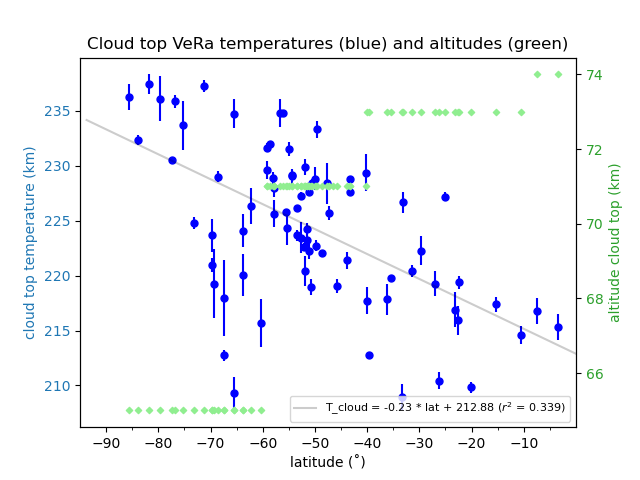 Cloud top VeRa temperatures (blue) and altitudes (green)
cloud top temperature (km)
235
230
225
220
215
210
74
72
70
68
66
altitude cloud top (km)
T_cloud = -0.23 * lat + 212.88 (r² = 0.339)
−90 −80 −70 −60 −50 −40 −30 −20 −10
latitude (˚)